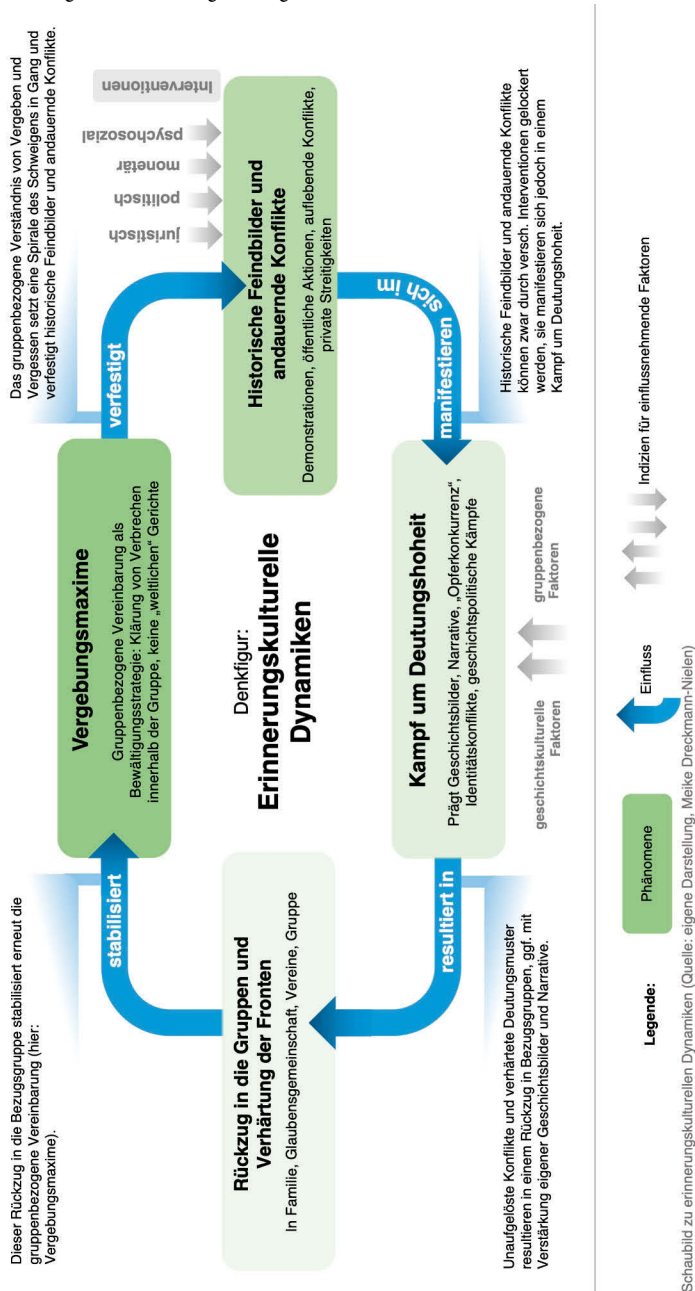 Dieser Rückzug in die Bezugsgruppe stabilisiert erneut die
gruppenbezogene Vereinbarung (hier:
Vergebungsmaxime).
Das gruppenbezogene Verständnis von Vergeben und
Vergessen setzt eine Spirale des Schweigens in Gang und
verfestigt historische Feindbilder und andauernde Konflikte.
stabilisiert
Vergebungsmaxime
Gruppenbezogene Vereinbarung als
Bewältigungsstrategie: Klärung von Verbrechen
innerhalb der Gruppe, keine „weltlichen“ Gerichte
verfestigt
Interventionen
juristisch
politisch
monetär
psychosozial
Rückzug in die Gruppen und
Verhärtung der Fronten
In Familie, Glaubensgemeinschaft, Vereine, Gruppe
Denkfigur:
Erinnerungskulturelle
Dynamiken
Historische Feindbilder und
andauernde Konflikte
Demonstrationen, öffentliche Aktionen, auflebende Konflikte,
private Streitigkeiten
resultiert in
Kampf um Deutungshoheit
Prägt Geschichtsbilder, Narrative, „Opferkonkurrenz“,
Identitätskonflikte, geschichtspolitische Kämpfe
manifestieren
sich im
geschichtskulturelle
Faktoren
gruppenbezogene
Faktoren
Unaufgelöste Konflikte und verhärtete Deutungsmuster
resultieren in einem Rückzug in Bezugsgruppen, ggf. mit
Verstärkung eigener Geschichtsbilder und Narrative.
Historische Feindbilder und andauernde Konflikte
können zwar durch versch. Interventionen gelockert
werden, sie manifestieren sich jedoch in einem
Kampf um Deutungshoheit.
Legende:
Phänomene
Einfluss
Indizien für einflussnehmende Faktoren
Schaubild zu erinnerungskulturellen Dynamiken (Quelle: eigene Darstellung, Meike Dreckmann-Nielen)